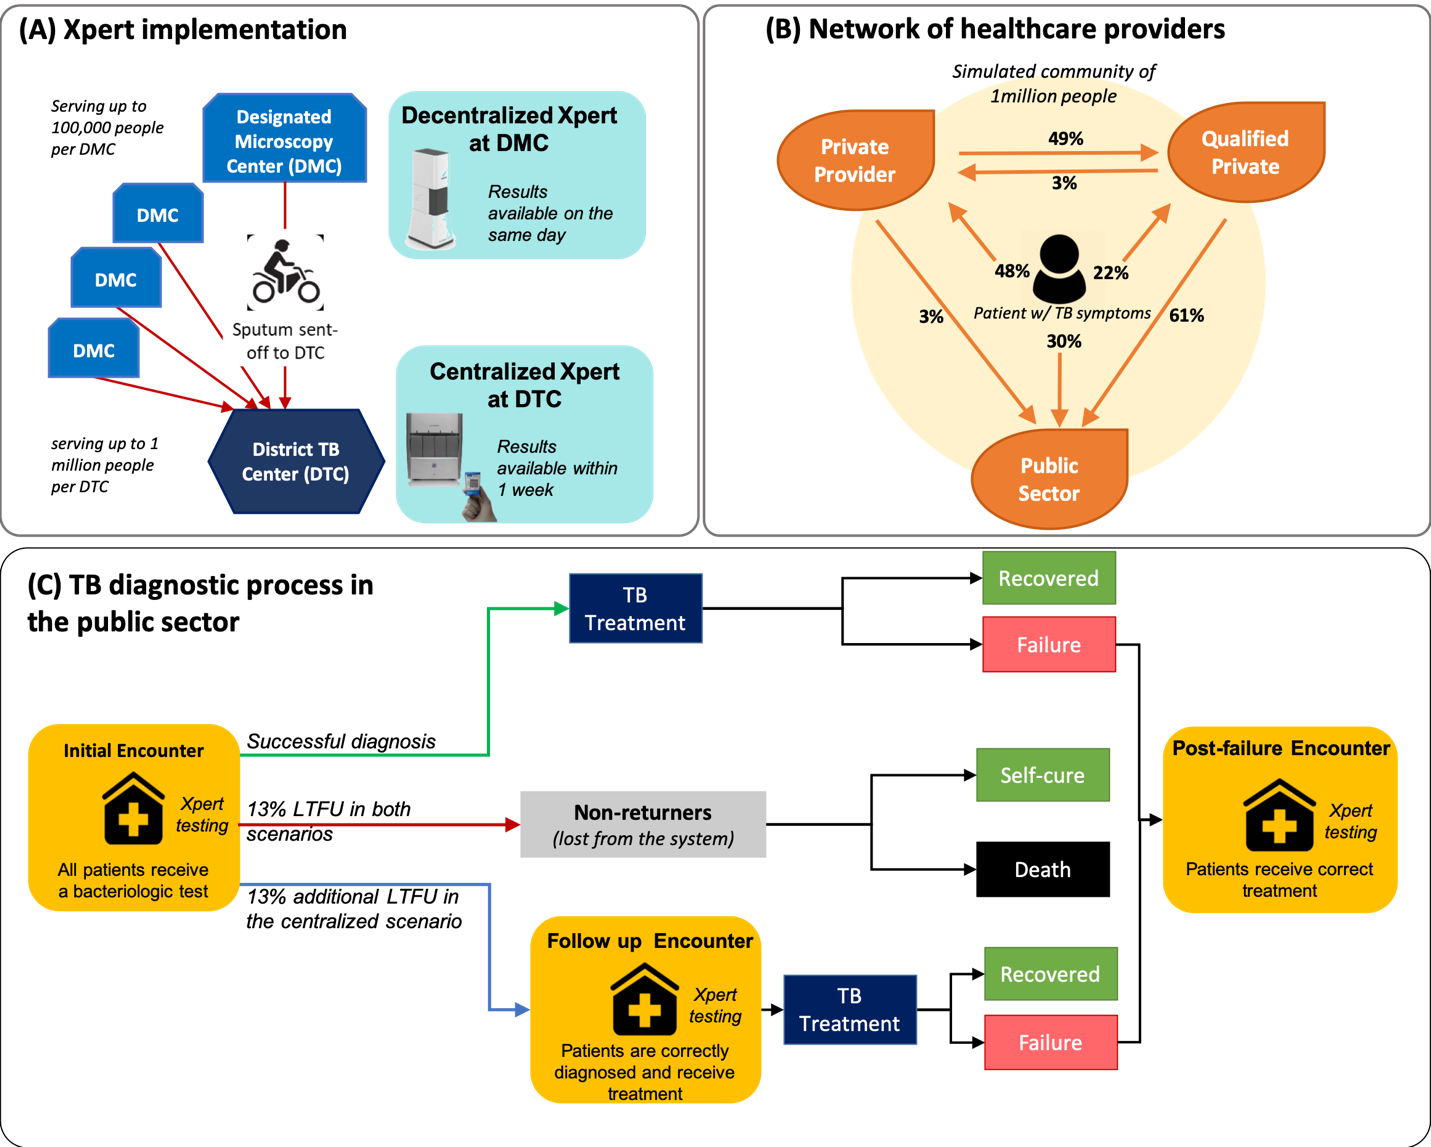 (A) Xpert implementation
Serving up to
100,000 people
per DMC
Designated
Microscopy
Center (DMC)
DMC
DMC
DMC
Sputum sent-
off to DTC
serving up to 1
million people
per DTC
District TB
Center (DTC)
Decentralized Xpert
at DMC
Results
available on the
same day
Centralized Xpert
at DTC
Results
available within
1 week
(B) Network of healthcare providers
Simulated community of
1million people
Private
Provider
49%
3%
Qualified
Private
48%
22%
Patient w/ TB symptoms
3%
30%
61%
Public
Sector
(C) TB diagnostic process in
the public sector
Initial Encounter
Xpert
testing
All patients receive
a bacteriologic test
Successful diagnosis
TB
Treatment
Recovered
Failure
13% LTFU in both
scenarios
Non-returners
(lost from the system)
Self-cure
Death
13% additional LTFU in
the centralized scenario
Follow up Encounter
Xpert
testing
Patients are correctly
diagnosed and receive
treatment
TB
Treatment
Recovered
Failure
Post-failure Encounter
Xpert
testing
Patients receive correct
treatment